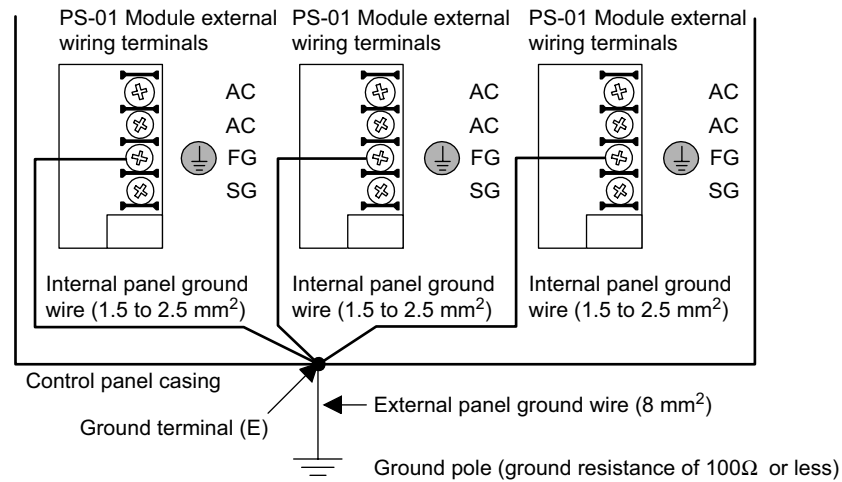 PS-01 Module external
wiring terminals
PS-01 Module external
wiring terminals
PS-01 Module external
wiring terminals
AC
AC
FG
SG
AC
AC
FG
SG
AC
AC
FG
SG
Internal panel ground
wire (1.5 to 2.5 mm²)
Internal panel ground
wire (1.5 to 2.5 mm²)
Internal panel ground
wire (1.5 to 2.5 mm²)
Control panel casing
Ground terminal (E)
External panel ground wire (8 mm²)
Ground pole (ground resistance of 100Ω or less)